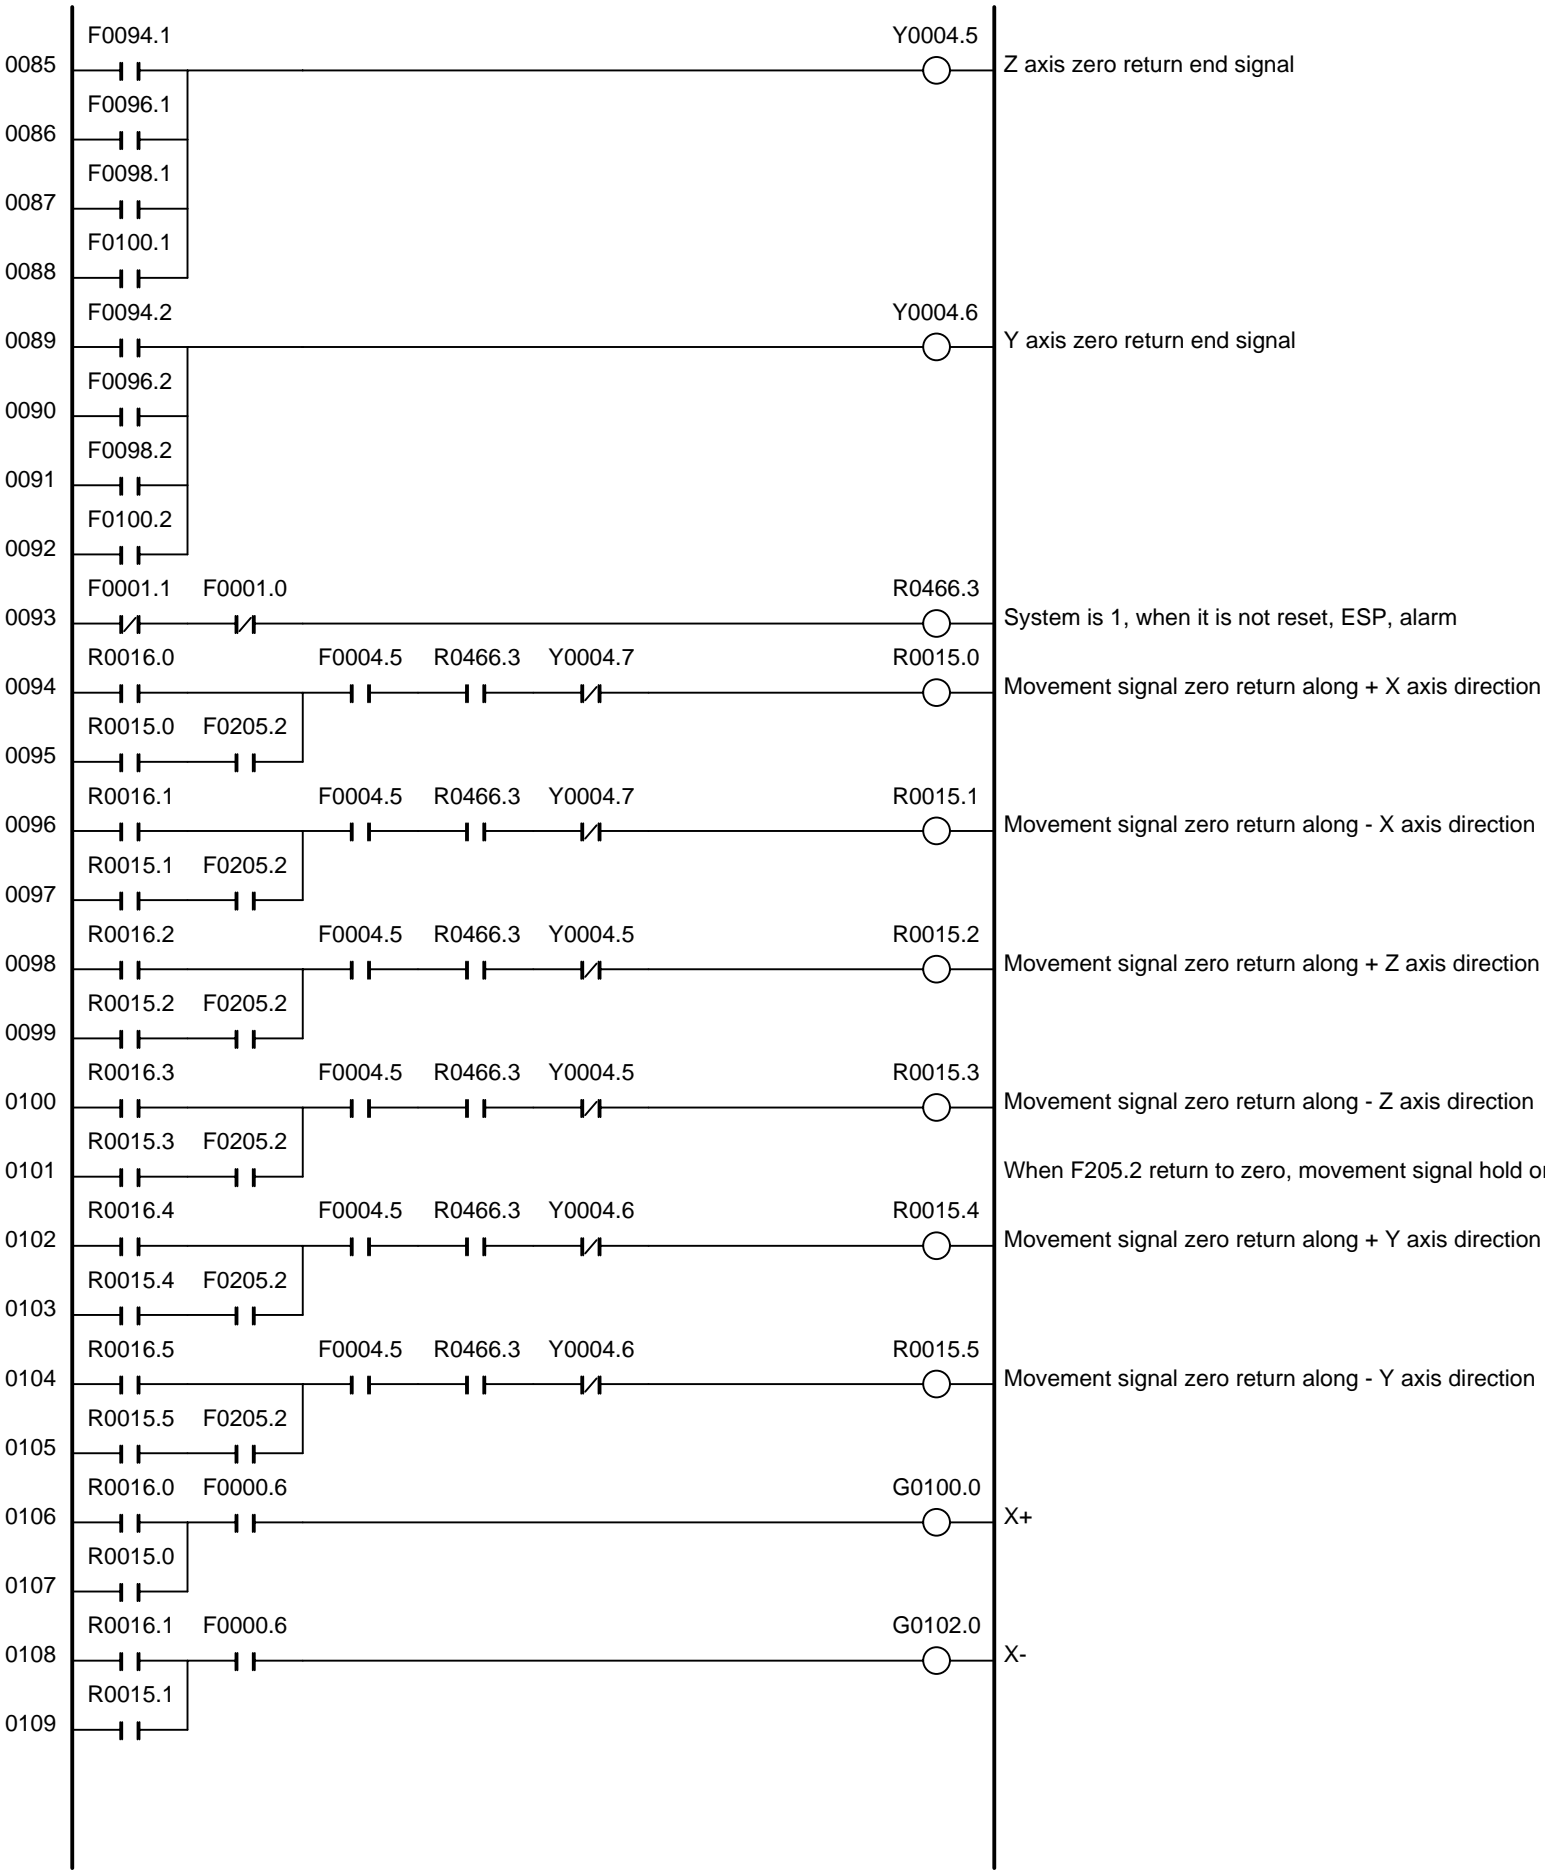 F0094.1 Y0004.5
0085 Z axis zero return end signal
F0096.1
0086
F0098.1
0087
F0100.1
0088
F0094.2 Y0004.6
0089 Y axis zero return end signal
F0096.2
0090
F0098.2
0091
F0100.2
0092
F0001.1 F0001.0 R0466.3
0093 System is 1, when it is not reset, ESP, alarm
R0016.0 F0004.5 R0466.3 Y0004.7 R0015.0
0094 Movement signal zero return along + X axis direction
R0015.0 F0205.2
0095
R0016.1 F0004.5 R0466.3 Y0004.7 R0015.1
0096 Movement signal zero return along - X axis direction
R0015.1 F0205.2
0097
R0016.2 F0004.5 R0466.3 Y0004.5 R0015.2
0098 Movement signal zero return along + Z axis direction
R0015.2 F0205.2
0099
R0016.3 F0004.5 R0466.3 Y0004.5 R0015.3
0100 Movement signal zero return along - Z axis direction
R0015.3 F0205.2
0101 When F205.2 return to zero, movement signal hold
R0016.4 F0004.5 R0466.3 Y0004.6 R0015.4
0102 Movement signal zero return along + Y axis direction
R0015.4 F0205.2
0103
R0016.5 F0004.5 R0466.3 Y0004.6 R0015.5
0104 Movement signal zero return along - Y axis direction
R0015.5 F0205.2
0105
R0016.0 F0000.6 G0100.0
0106 X+
R0015.0
0107
R0016.1 F0000.6 G0102.0
0108 X-
R0015.1
0109